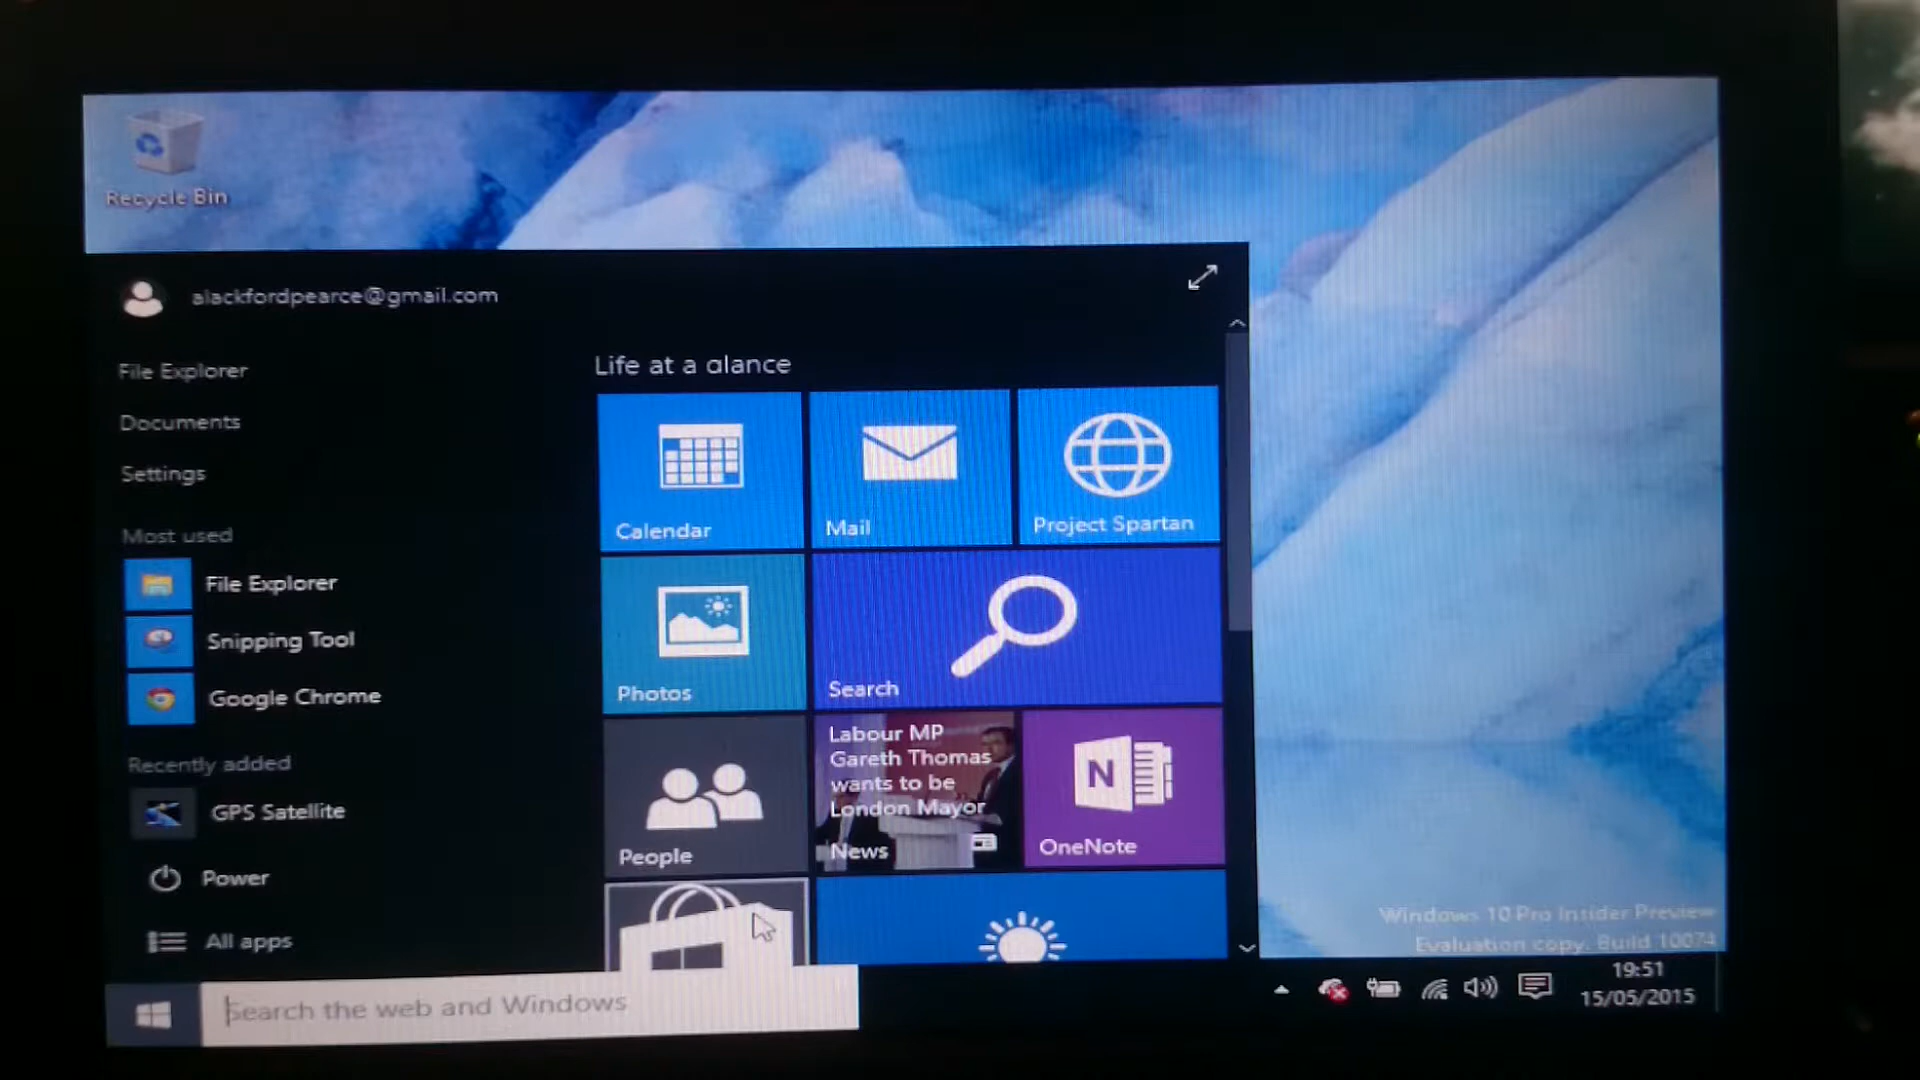 Recycle Bin
alackfordpearce@gmail.com
File Explorer
Documents
Settings
Most used
File Explorer
Snipping Tool
Google Chrome
Recently added
GPS Satellite
Power
All apps
Life at a glance
Calendar
Mail
Project Spartan
Photos
Search
People
Labour MP
Gareth Thomas
wants to be
London Mayor
News
N
OneNote
Search the web and Windows
Windows 10 Pro Insider Preview
Evaluation copy. Build 10074
19:51
15/05/2015